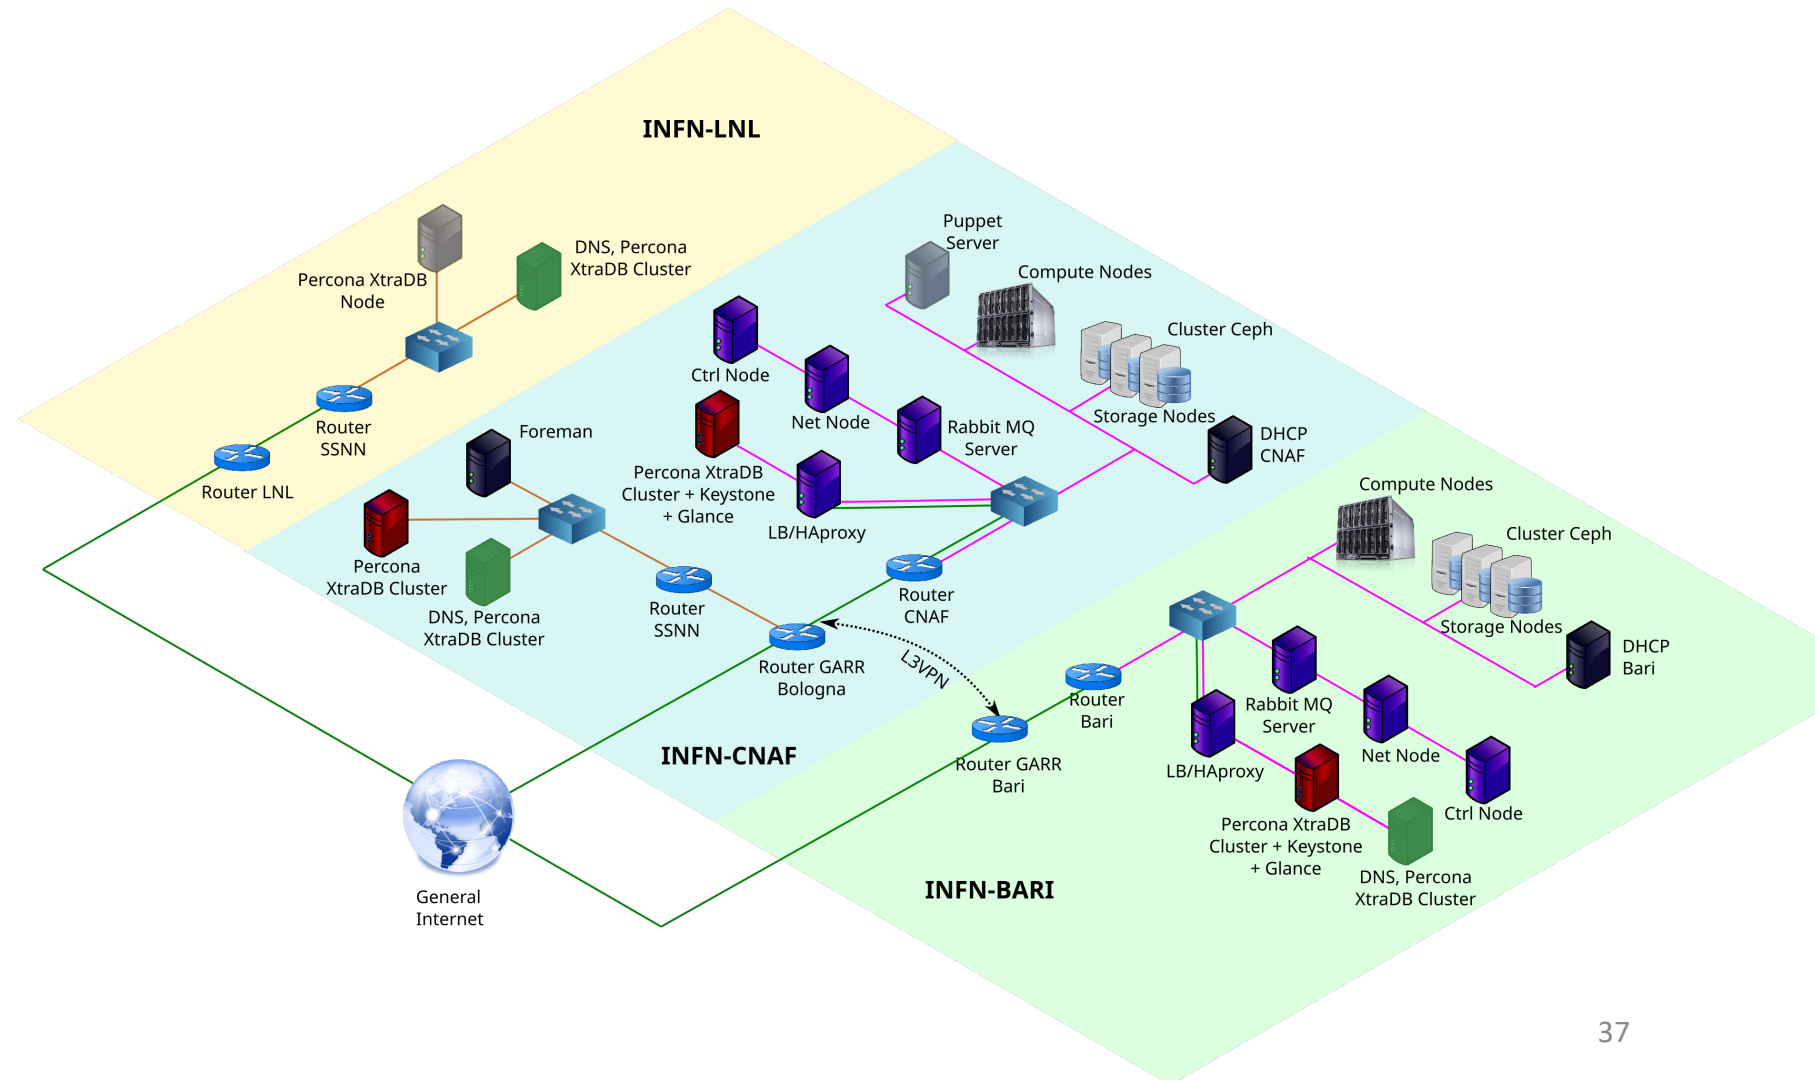 INFN-LNL
Percona XtraDB
Node
DNS, Percona
XtraDB Cluster
Router
SSNN
Router LNL
Puppet
Server
Compute Nodes
Cluster Ceph
Storage Nodes
DHCP
CNAF
Ctrl Node
Net Node
Rabbit MQ
Server
Percona XtraDB
Cluster + Keystone
+ Glance
LB/HAproxy
Foreman
Percona
XtraDB Cluster
DNS, Percona
XtraDB Cluster
Router
SSNN
Router
CNAF
Router GARR
Bologna
L3VPN
INFN-CNAF
Compute Nodes
Cluster Ceph
Storage Nodes
DHCP
Bari
Router
Bari
Router GARR
Bari
Rabbit MQ
Server
Net Node
Ctrl Node
LB/HAproxy
Percona XtraDB
Cluster + Keystone
+ Glance
DNS, Percona
XtraDB Cluster
INFN-BARI
General
Internet
37